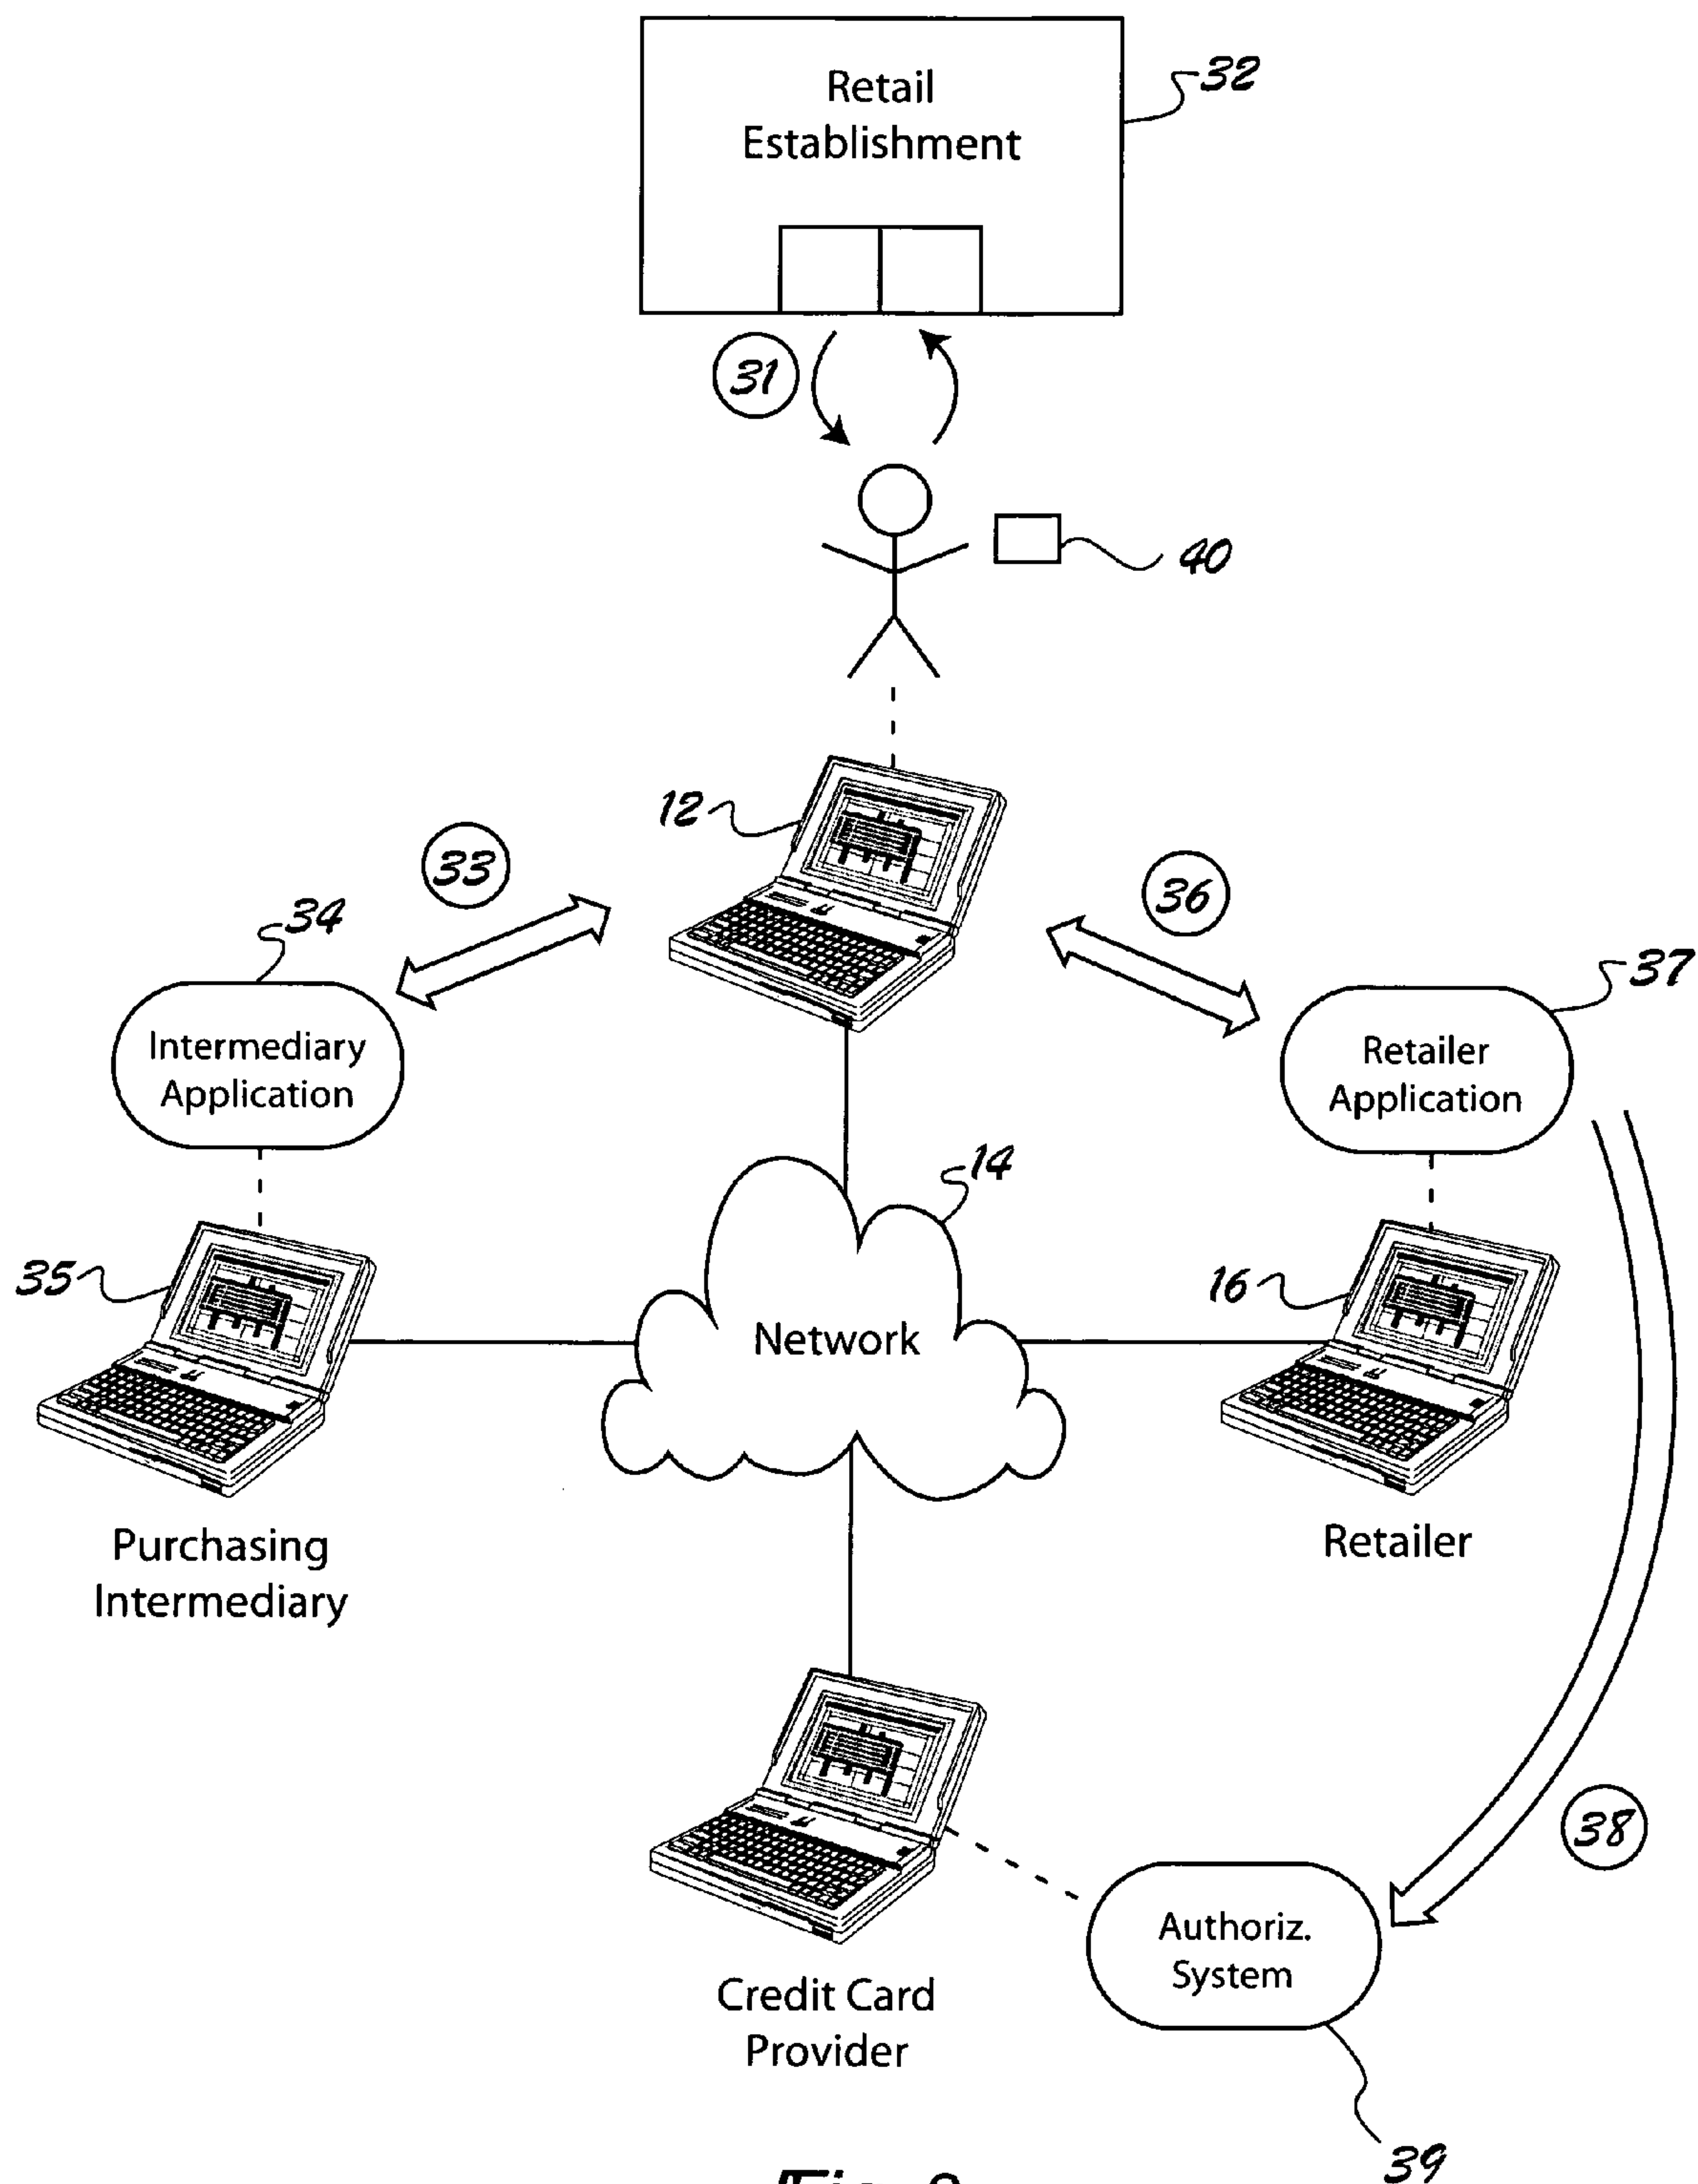 Retail
Establishment
32
31
40
12
33
36
34
37
Intermediary
Application
Retailer
Application
14
35
16
Network
Purchasing
Intermediary
Retailer
38
Authoriz.
System
Credit Card
Provider
39